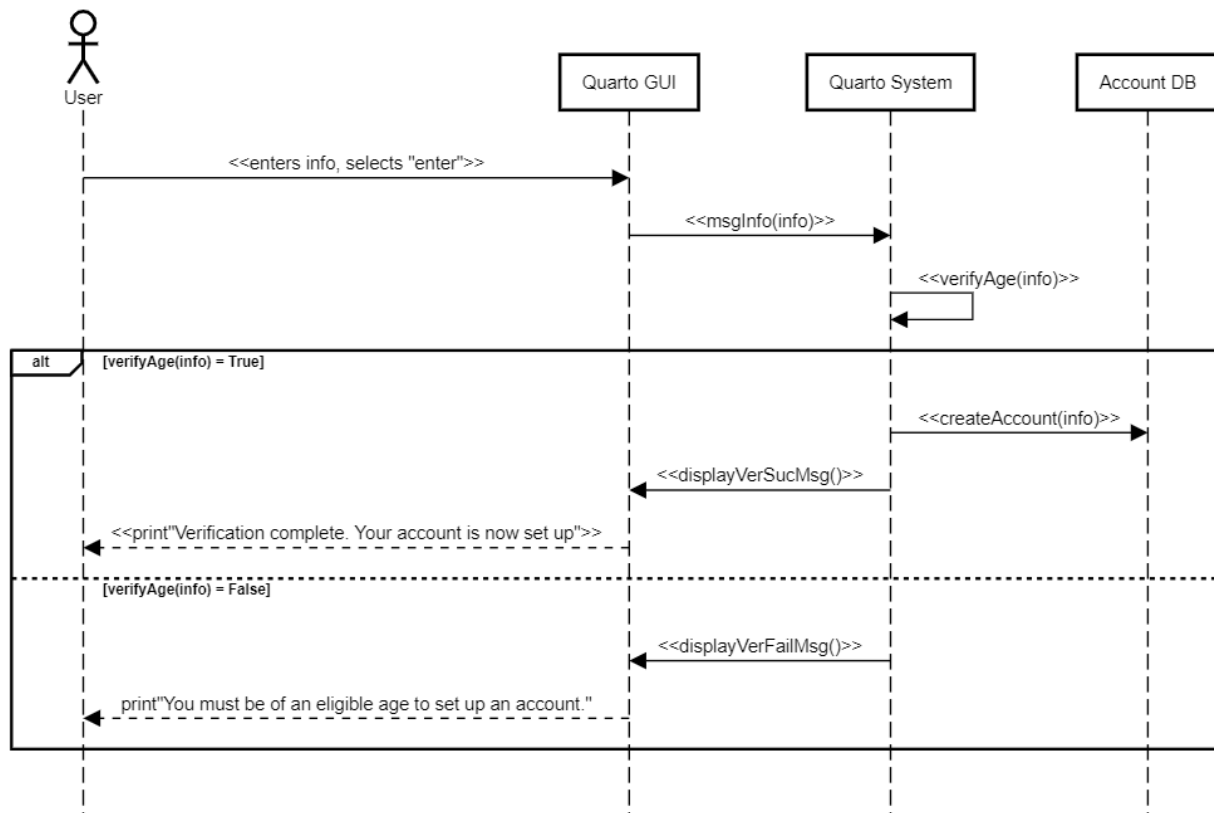 User
Quarto GUI
Quarto System
Account DB
<<enters info, selects "enter">>
<<msgInfo(info)>>
<<verifyAge(info)>>
alt
[verifyAge(info) = True]
<<createAccount(info)>>
<<displayVerSucMsg()>>
<<print"Verification complete. Your account is now set up">>
[verifyAge(info) = False]
<<displayVerFailMsg()>>
print"You must be of an eligible age to set up an account."